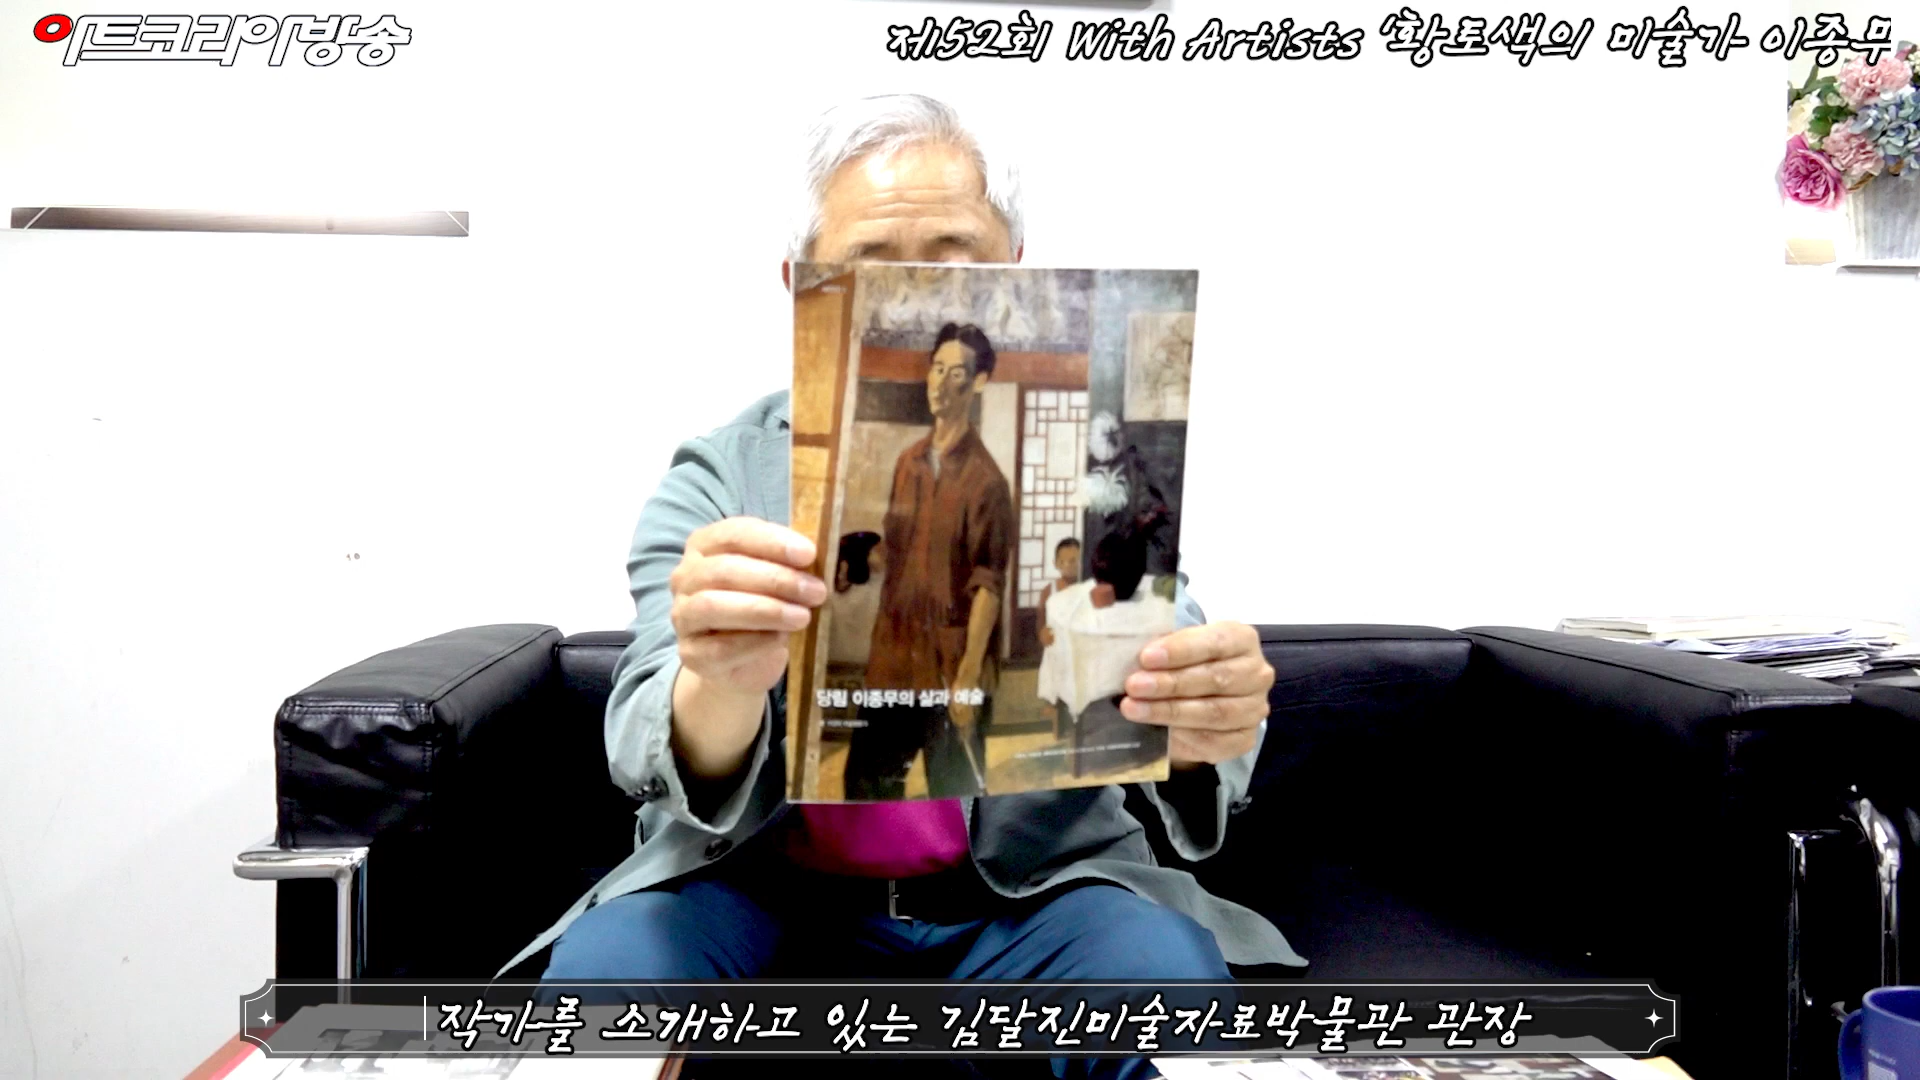 아트코리아방송
제52회 With Artists '황토색의 미술가 이종무
당림 이종무의 삶과 예술
작가를 소개하고 있는 김달진미술자료박물관 관장